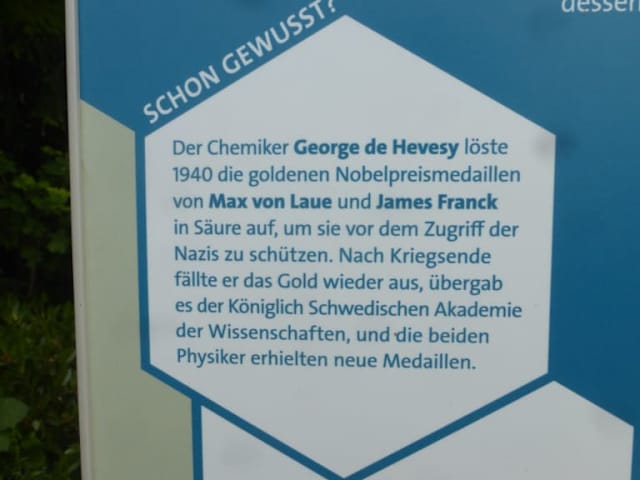 dessen
SCHON GEWUSST?
Der Chemiker George de Hevesy löste
1940 die goldenen Nobelpreismedaillen
von Max von Laue und James Franck
in Säure auf, um sie vor dem Zugriff der
Nazis zu schützen. Nach Kriegsende
fällte er das Gold wieder aus, übergab
es der Königlich Schwedischen Akademie
der Wissenschaften, und die beiden
Physiker erhielten neue Medaillen.